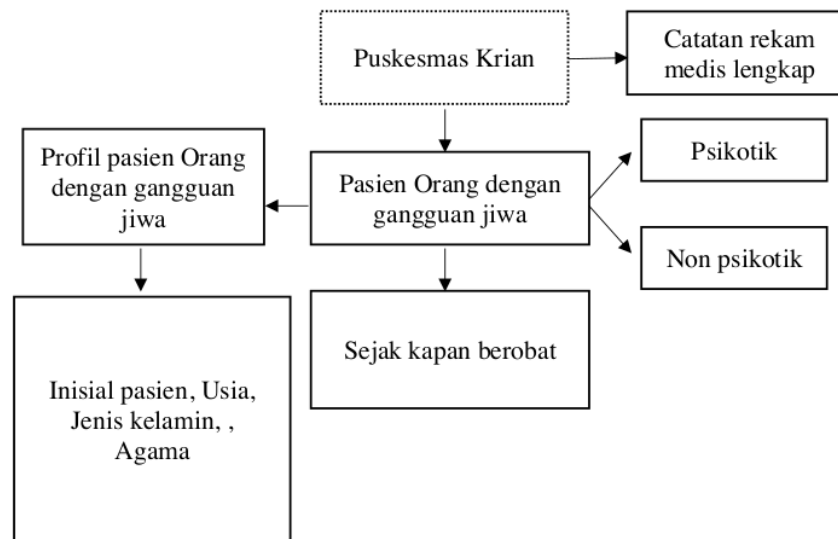 Puskesmas Krian
Catatan rekam
medis lengkap
Profil pasien Orang
dengan gangguan
jiwa
Pasien Orang dengan
gangguan jiwa
Psikotik
Non psikotik
Inisial pasien, Usia,
Jenis kelamin, ,
Agama
Sejak kapan berobat